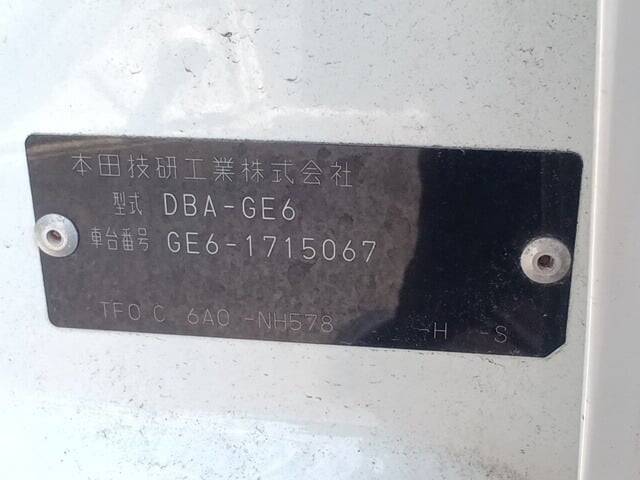 本田技研工業株式会社
型式 DBA-GE6
車台番号 GE6-1715067
TF0 C 6A0 -NH578 -H -S